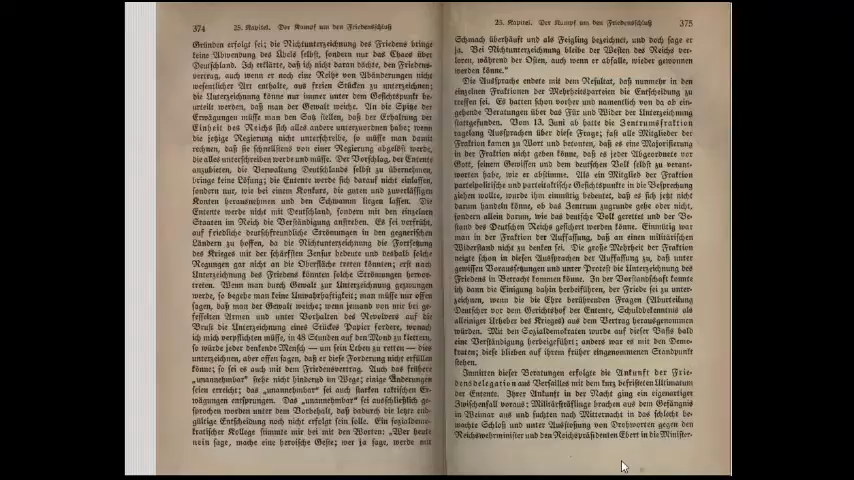 374 25. Kapitel. Der Kampf um den Friedensschluß
Gründen erfolgt sei; die Nichtunterzeichnung des Friedens bringe
keine Abwendung des Übels selbst, sondern nur das Chaos über
Deutschland. Ich erklärte, daß ich nicht daran dächte, den Friedens-
vertrag, auch wenn er noch eine Reihe von Abänderungen nicht
wesentlicher Art enthalte, aus freien Stücken zu unterzeichnen;
die Unterzeichnung könne nur immer unter dem Gesichtspunkt be-
urteilt werden, daß man der Gewalt weiche. An die Spitze der
Erwägungen müsse man den Satz stellen, daß der Erhaltung der
Einheit des Reichs sich alles andere unterzuordnen habe; wenn
die jetzige Regierung nicht unterschreibe, so müsse man damit
rechnen, daß sie schnellstens von einer Regierung abgelöst werde,
die alles unterschreiben werde und müsse. Der Vorschlag, der Entente
anzubieten, die Verwaltung Deutschlands selbst zu übernehmen,
bringe keine Lösung; die Entente werde sich darauf nicht einlassen,
sondern nur, wie bei einem Konkurs, die guten und zuverlässigen
Konten herausnehmen und den Schwamm liegen lassen. Die
Entente werde nicht mit Deutschland, sondern mit den einzelnen
Staaten im Reich die Verständigung anstreben. Es sei verfrüht,
auf friedliche deutschfreundliche Strömungen in den gegnerischen
Ländern zu hoffen, da die Nichtunterzeichnung die Fortsetzung
des Krieges mit der schärfsten Zensur bedeute und deshalb solche
Regungen gar nicht an die Oberfläche treten könnten; erst nach
Unterzeichnung des Friedens könnten solche Strömungen hervor-
treten. Wenn man durch Gewalt zur Unterzeichnung gezwungen
werde, so begehe man keine Unwahrhaftigkeit; man müsse nur offen
sagen, daß man der Gewalt weiche; wenn jemand von mir bei ge-
fesselten Armen und unter Vorhalten des Revolvers auf die
Brust die Unterzeichnung eines Stückes Papier fordere, wonach
ich mich verpflichten müsse, in 48 Stunden auf den Mond zu klettern,
so würde jeder denkende Mensch — um sein Leben zu retten — dies
unterzeichnen, aber offen sagen, daß er diese Forderung nicht erfüllen
könne; so sei es auch mit dem Friedensvertrag. Auch das frühere
„unannehmbar“ stehe nicht hindernd im Wege; einige Änderungen
seien erreicht; das „unannehmbar“ sei auch starken taktischen Er-
wägungen entsprungen. Das „unannehmbar“ sei ausschließlich ge-
sprochen worden unter dem Vorbehalt, daß dadurch die letzte end-
gültige Entscheidung noch nicht erfolgt sein solle. Ein sozialdemo-
kratischer Kollege stimmte mir bei mit den Worten: „Wer heute
nein sage, mache eine heroische Geste; wer ja sage, werde mit
25. Kapitel. Der Kampf um den Friedensschluß 375
Schmach überhäuft und als Feigling bezeichnet, und doch sage er
ja. Bei Nichtunterzeichnung bleibe der Westen des Reichs ver-
loren, während der Osten, auch wenn er abfalle, wieder gewonnen
werden könne.“
Die Aussprache endete mit dem Resultat, daß nunmehr in den
einzelnen Fraktionen der Mehrheitsparteien die Entscheidung zu
treffen sei. Es hatten schon vorher und namentlich von da ab ein-
gehende Beratungen über das Für und Wider der Unterzeichnung
stattgefunden. Vom 13. Juni ab hatte die Zentrumsfraktion
tagelang Aussprachen über diese Frage; fast alle Mitglieder der
Fraktion kamen zu Wort und betonten, daß es eine Majorisierung
in der Fraktion nicht geben könne, daß es jeder Abgeordnete vor
Gott, seinem Gewissen und dem deutschen Volk selbst zu verant-
worten habe, wie er abstimme. Als ein Mitglied der Fraktion
parteipolitische und parteitaktische Gesichtspunkte in die Besprechung
ziehen wollte, wurde ihm einmütig bedeutet, daß es sich jetzt nicht
darum handeln könne, ob das Zentrum zugrunde gehe oder nicht,
sondern allein darum, wie das deutsche Volk gerettet und der Be-
stand des Deutschen Reichs gesichert werden könne. Einmütig war
man in der Fraktion der Auffassung, daß an einen militärischen
Widerstand nicht zu denken sei. Die große Mehrheit der Fraktion
neigte schon in diesen Aussprachen der Auffassung zu, daß unter
gewissen Voraussetzungen und unter Protest die Unterzeichnung des
Friedens in Betracht kommen könne. In der Vorstandschaft konnte
ich dann die Einigung dahin herbeiführen, der Friede sei zu unter-
zeichnen, wenn die die Ehre berührenden Fragen (Aburteilung
Deutscher vor dem Gerichtshof der Entente, Schuldbekenntnis als
alleiniger Urheber des Krieges) aus dem Vertrag herausgenommen
würden. Mit den Sozialdemokraten wurde auf dieser Basis bald
eine Verständigung herbeigeführt; anders war es mit den Demo-
kraten; diese blieben auf ihrem früher eingenommenen Standpunkt
stehen.
Inmitten dieser Beratungen erfolgte die Ankunft der Frie-
densdelegation aus Versailles mit dem kurz befristeten Ultimatum
der Entente. Ihrer Ankunft in der Nacht ging ein eigenartiger
Zwischenfall voraus: Militärsträflinge brachen aus dem Gefängnis
in Weimar aus und suchten nach Mitternacht in das schlecht be-
wachte Schloß und unter Ausstoßung von Drohworten gegen den
Reichswehrminister und den Reichspräsidenten Ebert in die Minister-